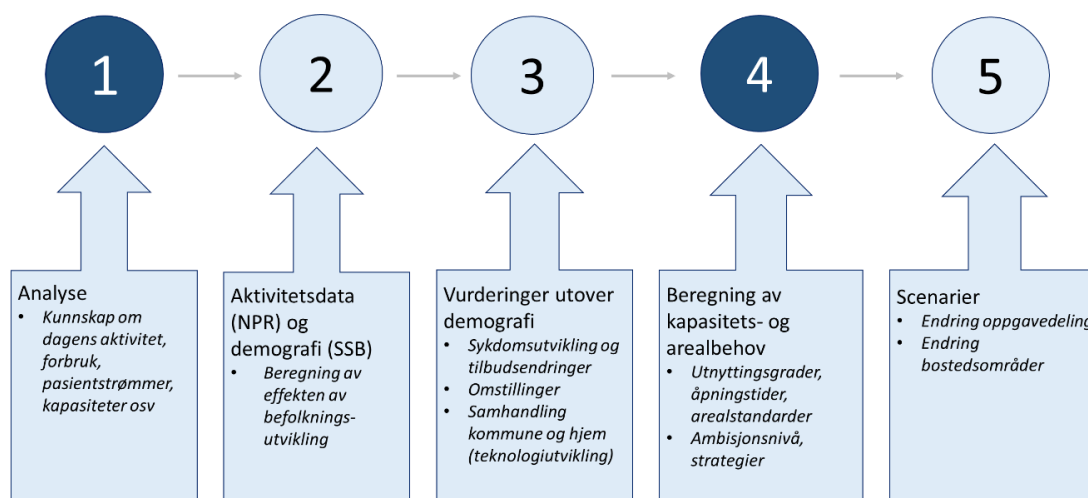 1
2
3
4
5
Analyse
• Kunnskap om
dagens aktivitet,
forbruk,
pasientstrømmer,
kapasiteter osv
Aktivitetsdata
(NPR) og
demografi (SSB)
• Beregning av
effekten av
befolknings-
utvikling
Vurderinger utover
demografi
• Sykdomsutvikling og
tilbudsendringer
• Omstillinger
• Samhandling
kommune og hjem
(teknologiutvikling)
Beregning av
kapasitets- og
arealbehov
• Utnyttingsgrader,
åpningstider,
arealstandarder
• Ambisjonsnivå,
strategier
Scenarier
• Endring oppgavedeling
• Endring
bostedsområder